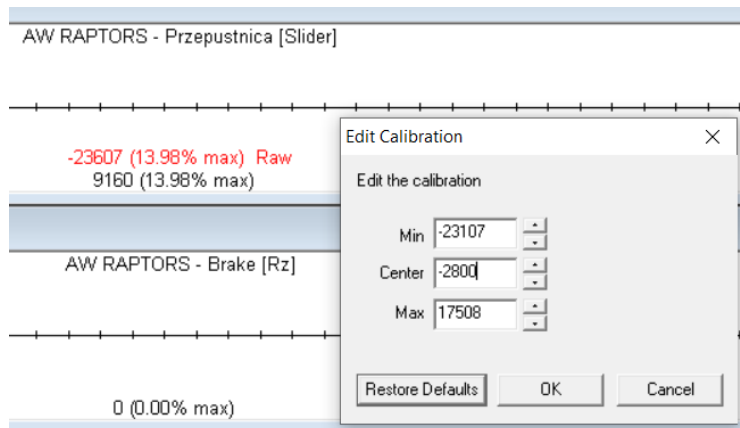 AW RAPTORS - Przepustnica [Slider]
-23607 (13.98% max) Raw
9160 (13.98% max)
AW RAPTORS - Brake [Rz]
0 (0.00% max)
Edit Calibration
Edit the calibration
Min -23107
Center -2800
Max 17508
Restore Defaults OK Cancel